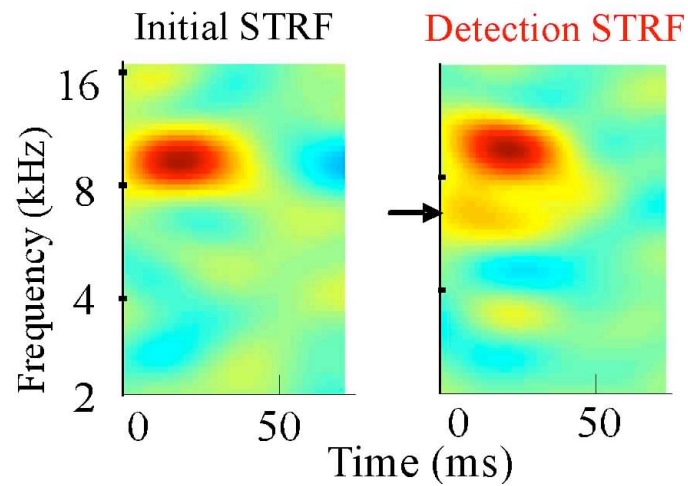 Initial STRF
Detection STRF
Frequency (kHz)
16
8
4
2
0
50
0
50
Time (ms)